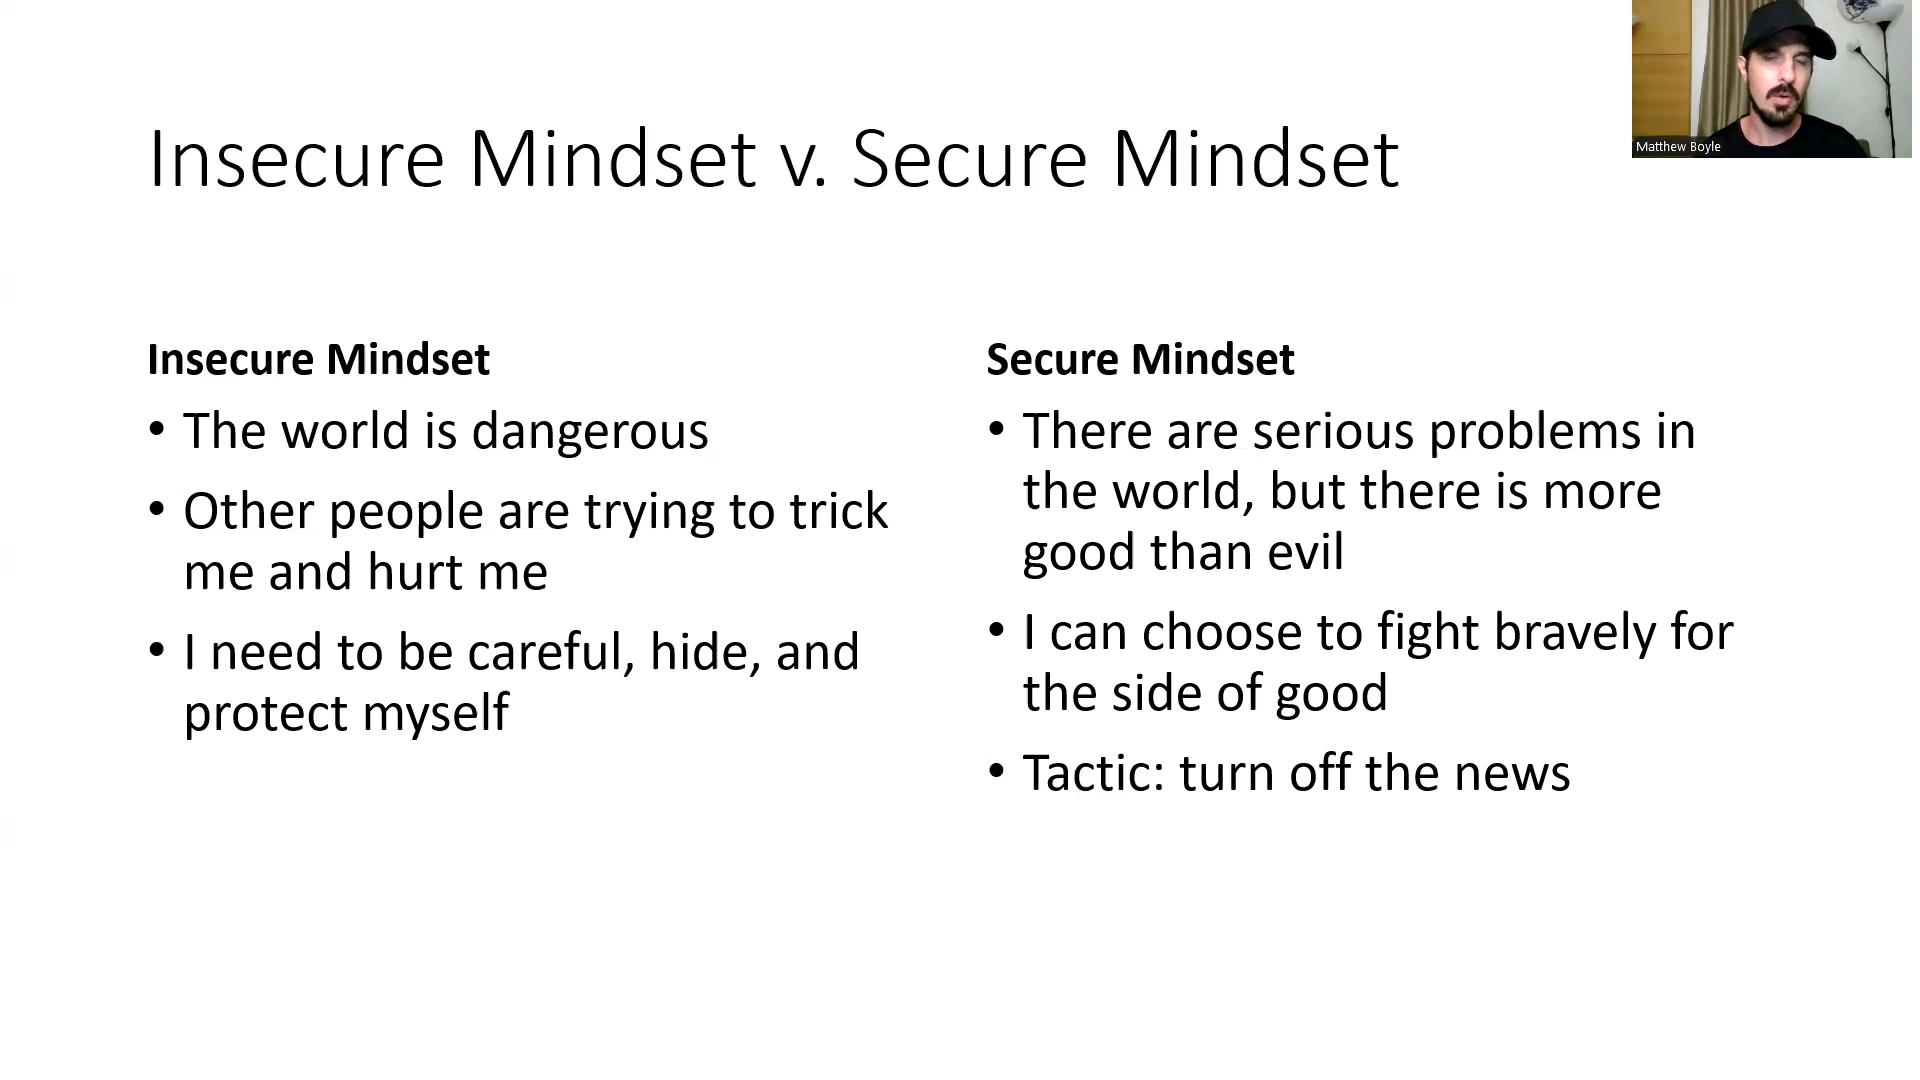 Matthew Boyle
Insecure Mindset v. Secure Mindset
Insecure Mindset
• The world is dangerous
• Other people are trying to trick
me and hurt me
• I need to be careful, hide, and
protect myself
Secure Mindset
• There are serious problems in
the world, but there is more
good than evil
• I can choose to fight bravely for
the side of good
• Tactic: turn off the news